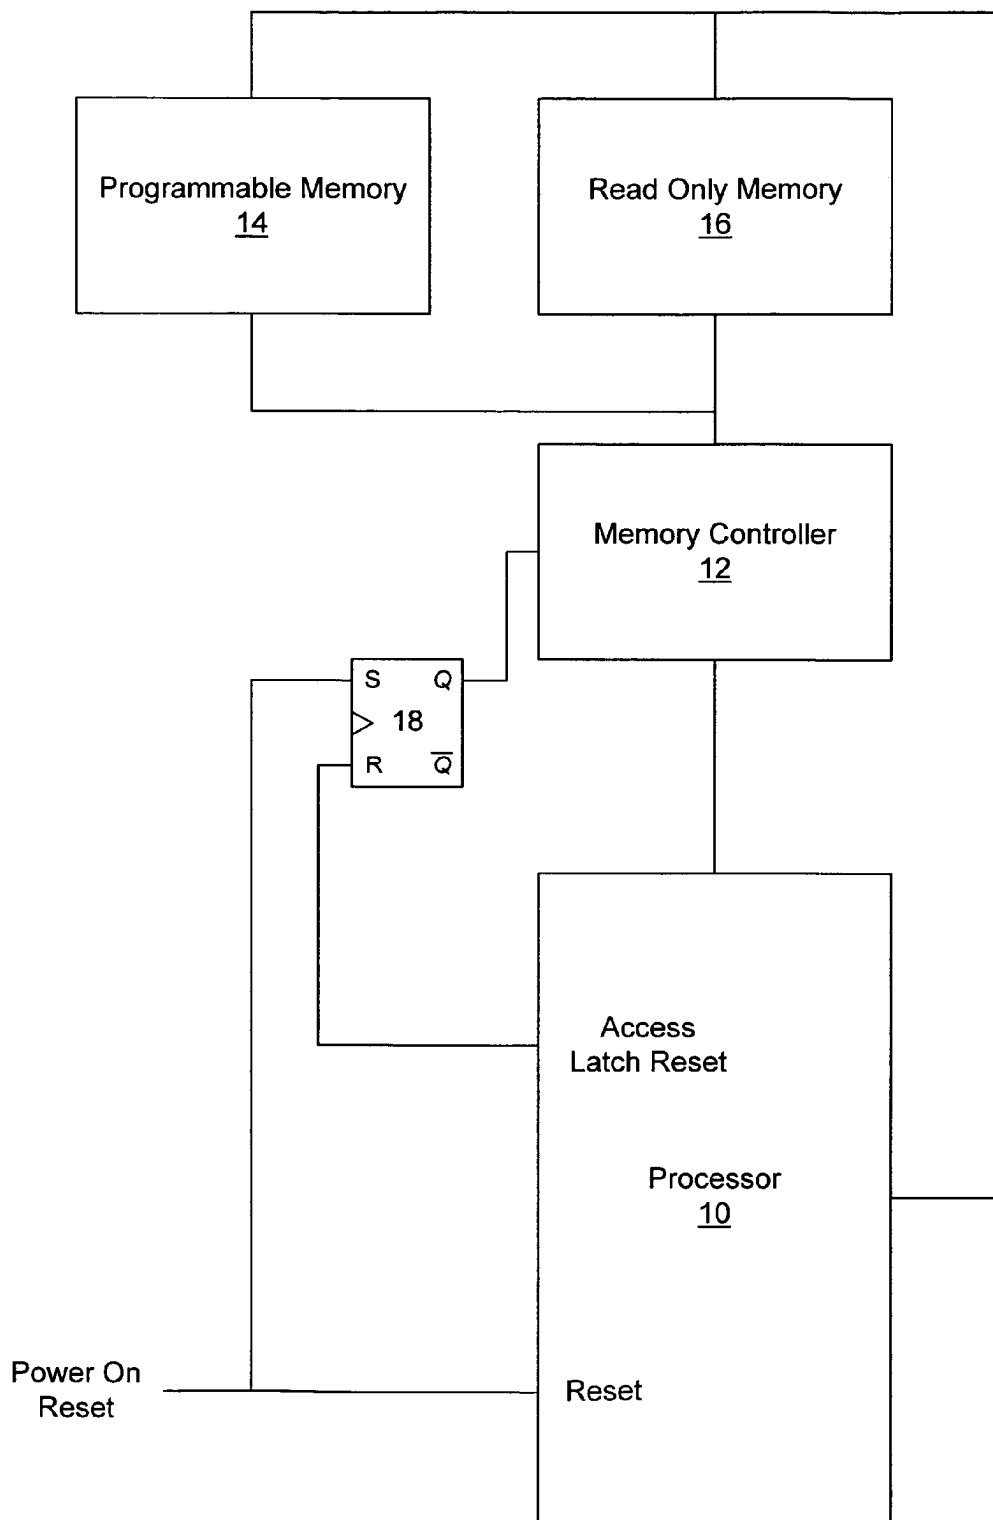 Programmable Memory
14
Read Only Memory
16
Memory Controller
12
S Q
18
R Q̅
Access
Latch Reset
Processor
10
Power On
Reset
Reset